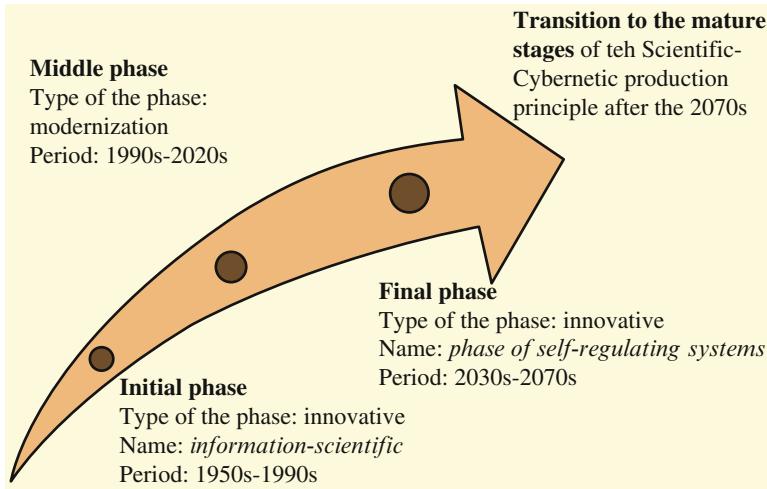 Transition to the mature
stages of teh Scientific-
Cybernetic production
principle after the 2070s
Middle phase
Type of the phase:
modernization
Period: 1990s-2020s
Final phase
Type of the phase: innovative
Name: phase of self-regulating systems
Period: 2030s-2070s
Initial phase
Type of the phase: innovative
Name: information-scientific
Period: 1950s-1990s